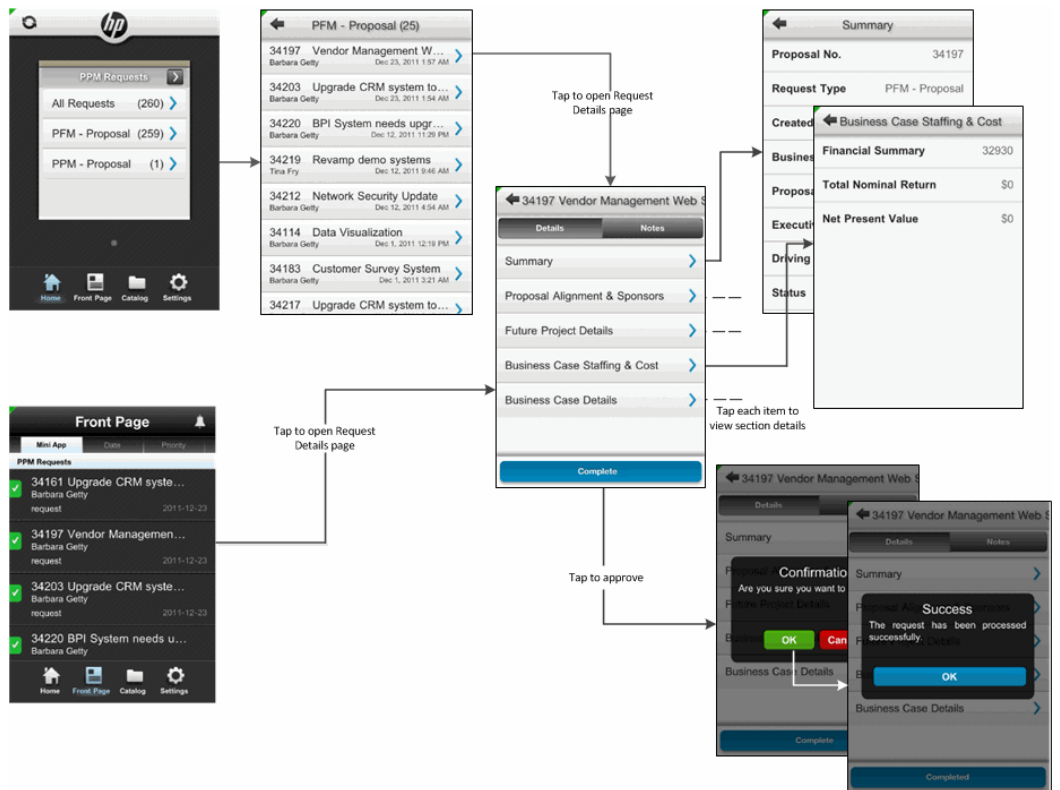 hp
PPM Requests
All Requests (260)
PFM - Proposal (259)
PPM - Proposal (1)
Home Front Page Catalog Settings
PFM - Proposal (25)
34197 Vendor Management W...
Barbara Getty Dec 23, 2011 1:57 AM
34203 Upgrade CRM system to...
Barbara Getty Dec 23, 2011 1:54 AM
34220 BPI System needs upgr...
Barbara Getty Dec 12, 2011 11:29 PM
34219 Revamp demo systems
Tina Fry Dec 12, 2011 9:46 AM
34212 Network Security Update
Barbara Getty Dec 12, 2011 4:54 AM
34114 Data Visualization
Barbara Getty Dec 1, 2011 12:19 PM
34183 Customer Survey System
Barbara Getty Dec 1, 2011 3:21 AM
34217 Upgrade CRM system to...
Tap to open Request
Details page
34197 Vendor Management Web S
Details Notes
Summary
Proposal Alignment & Sponsors
Future Project Details
Business Case Staffing & Cost
Business Case Details
Complete
Summary
Proposal No. 34197
Request Type PFM - Proposal
Created
Busines
Proposa
Executi
Driving
Status
Business Case Staffing & Cost
Financial Summary 32930
Total Nominal Return $0
Net Present Value $0
Tap each item to
view section details
Front Page
Mini App Date Priority
PPM Requests
34161 Upgrade CRM syste...
Barbara Getty
request 2011-12-23
34197 Vendor Managemen...
Barbara Getty
request 2011-12-23
34203 Upgrade CRM syste...
Barbara Getty
request 2011-12-23
34220 BPI System needs u...
Barbara Getty
Home Front Page Catalog Settings
Tap to open Request
Details page
Tap to approve
34197 Vendor Management Web S
Details
Summary
Confirmatio
Are you sure you want to
Future Project Details
OK Can
Business Case Details
Complete
34197 Vendor Management Web S
Details Notes
Summary
Success
The request has been processed
successfully.
OK
Business Case Details
Completed